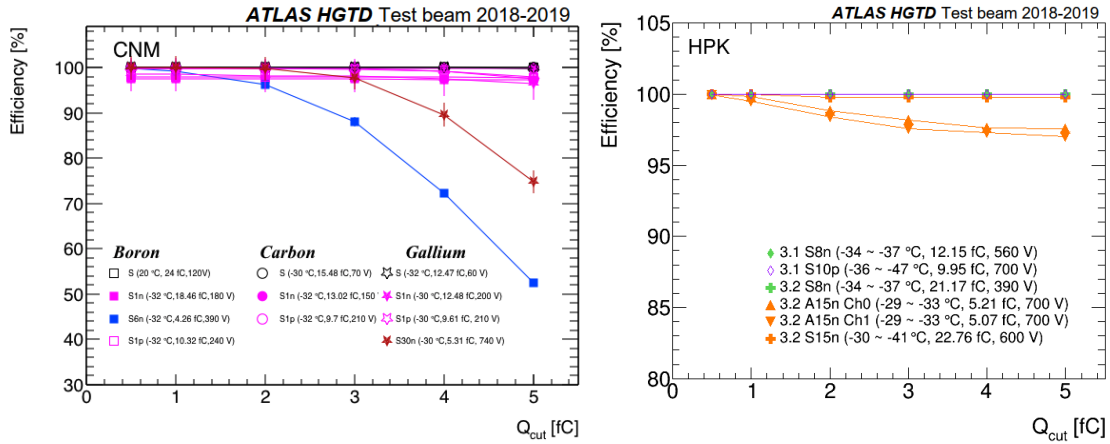 ATLAS HGTD Test beam 2018-2019
Efficiency [%]
CNM
100
90
80
70
60
50
40
30
Boron
Carbon
Gallium
S (20 °C, 24 fC,120V)
S (-30 °C,15.48 fC,70 V)
S (-32 °C,12.47 fC,60 V)
S1n (-32 °C,18.46 fC,180 V)
S1n (-32 °C,13.02 fC,150
S1n (-30 °C,12.48 fC,200 V)
S6n (-32 °C,4.26 fC,390 V)
S1p (-32 °C,9.7 fC,210 V)
S1p (-30 °C,9.61 fC, 210 V)
S1p (-32 °C,10.32 fC,240 V)
S30n (-30 °C,5.31 fC, 740 V)
0 1 2 3 4 5
Qcut [fC]
ATLAS HGTD Test beam 2018-2019
Efficiency [%]
HPK
105
100
95
90
85
80
3.1 S8n (-34 ~ -37 °C, 12.15 fC, 560 V)
3.1 S10p (-36 ~ -47 °C, 9.95 fC, 700 V)
3.2 S8n (-34 ~ -37 °C, 21.17 fC, 390 V)
3.2 A15n Ch0 (-29 ~ -33 °C, 5.21 fC, 700 V)
3.2 A15n Ch1 (-29 ~ -33 °C, 5.07 fC, 700 V)
3.2 S15n (-30 ~ -41 °C, 22.76 fC, 600 V)
0 1 2 3 4 5
Qcut [fC]